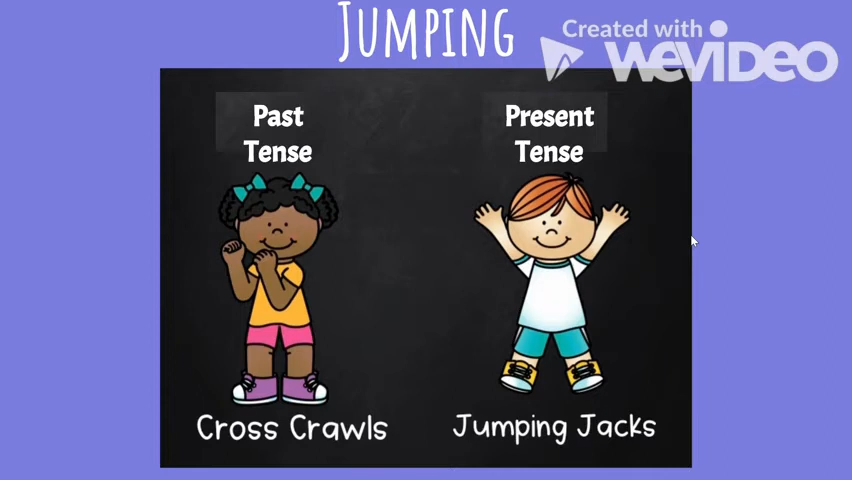 Jumping
Created with
WEVIDEO
Past
Tense
Present
Tense
Cross Crawls
Jumping Jacks